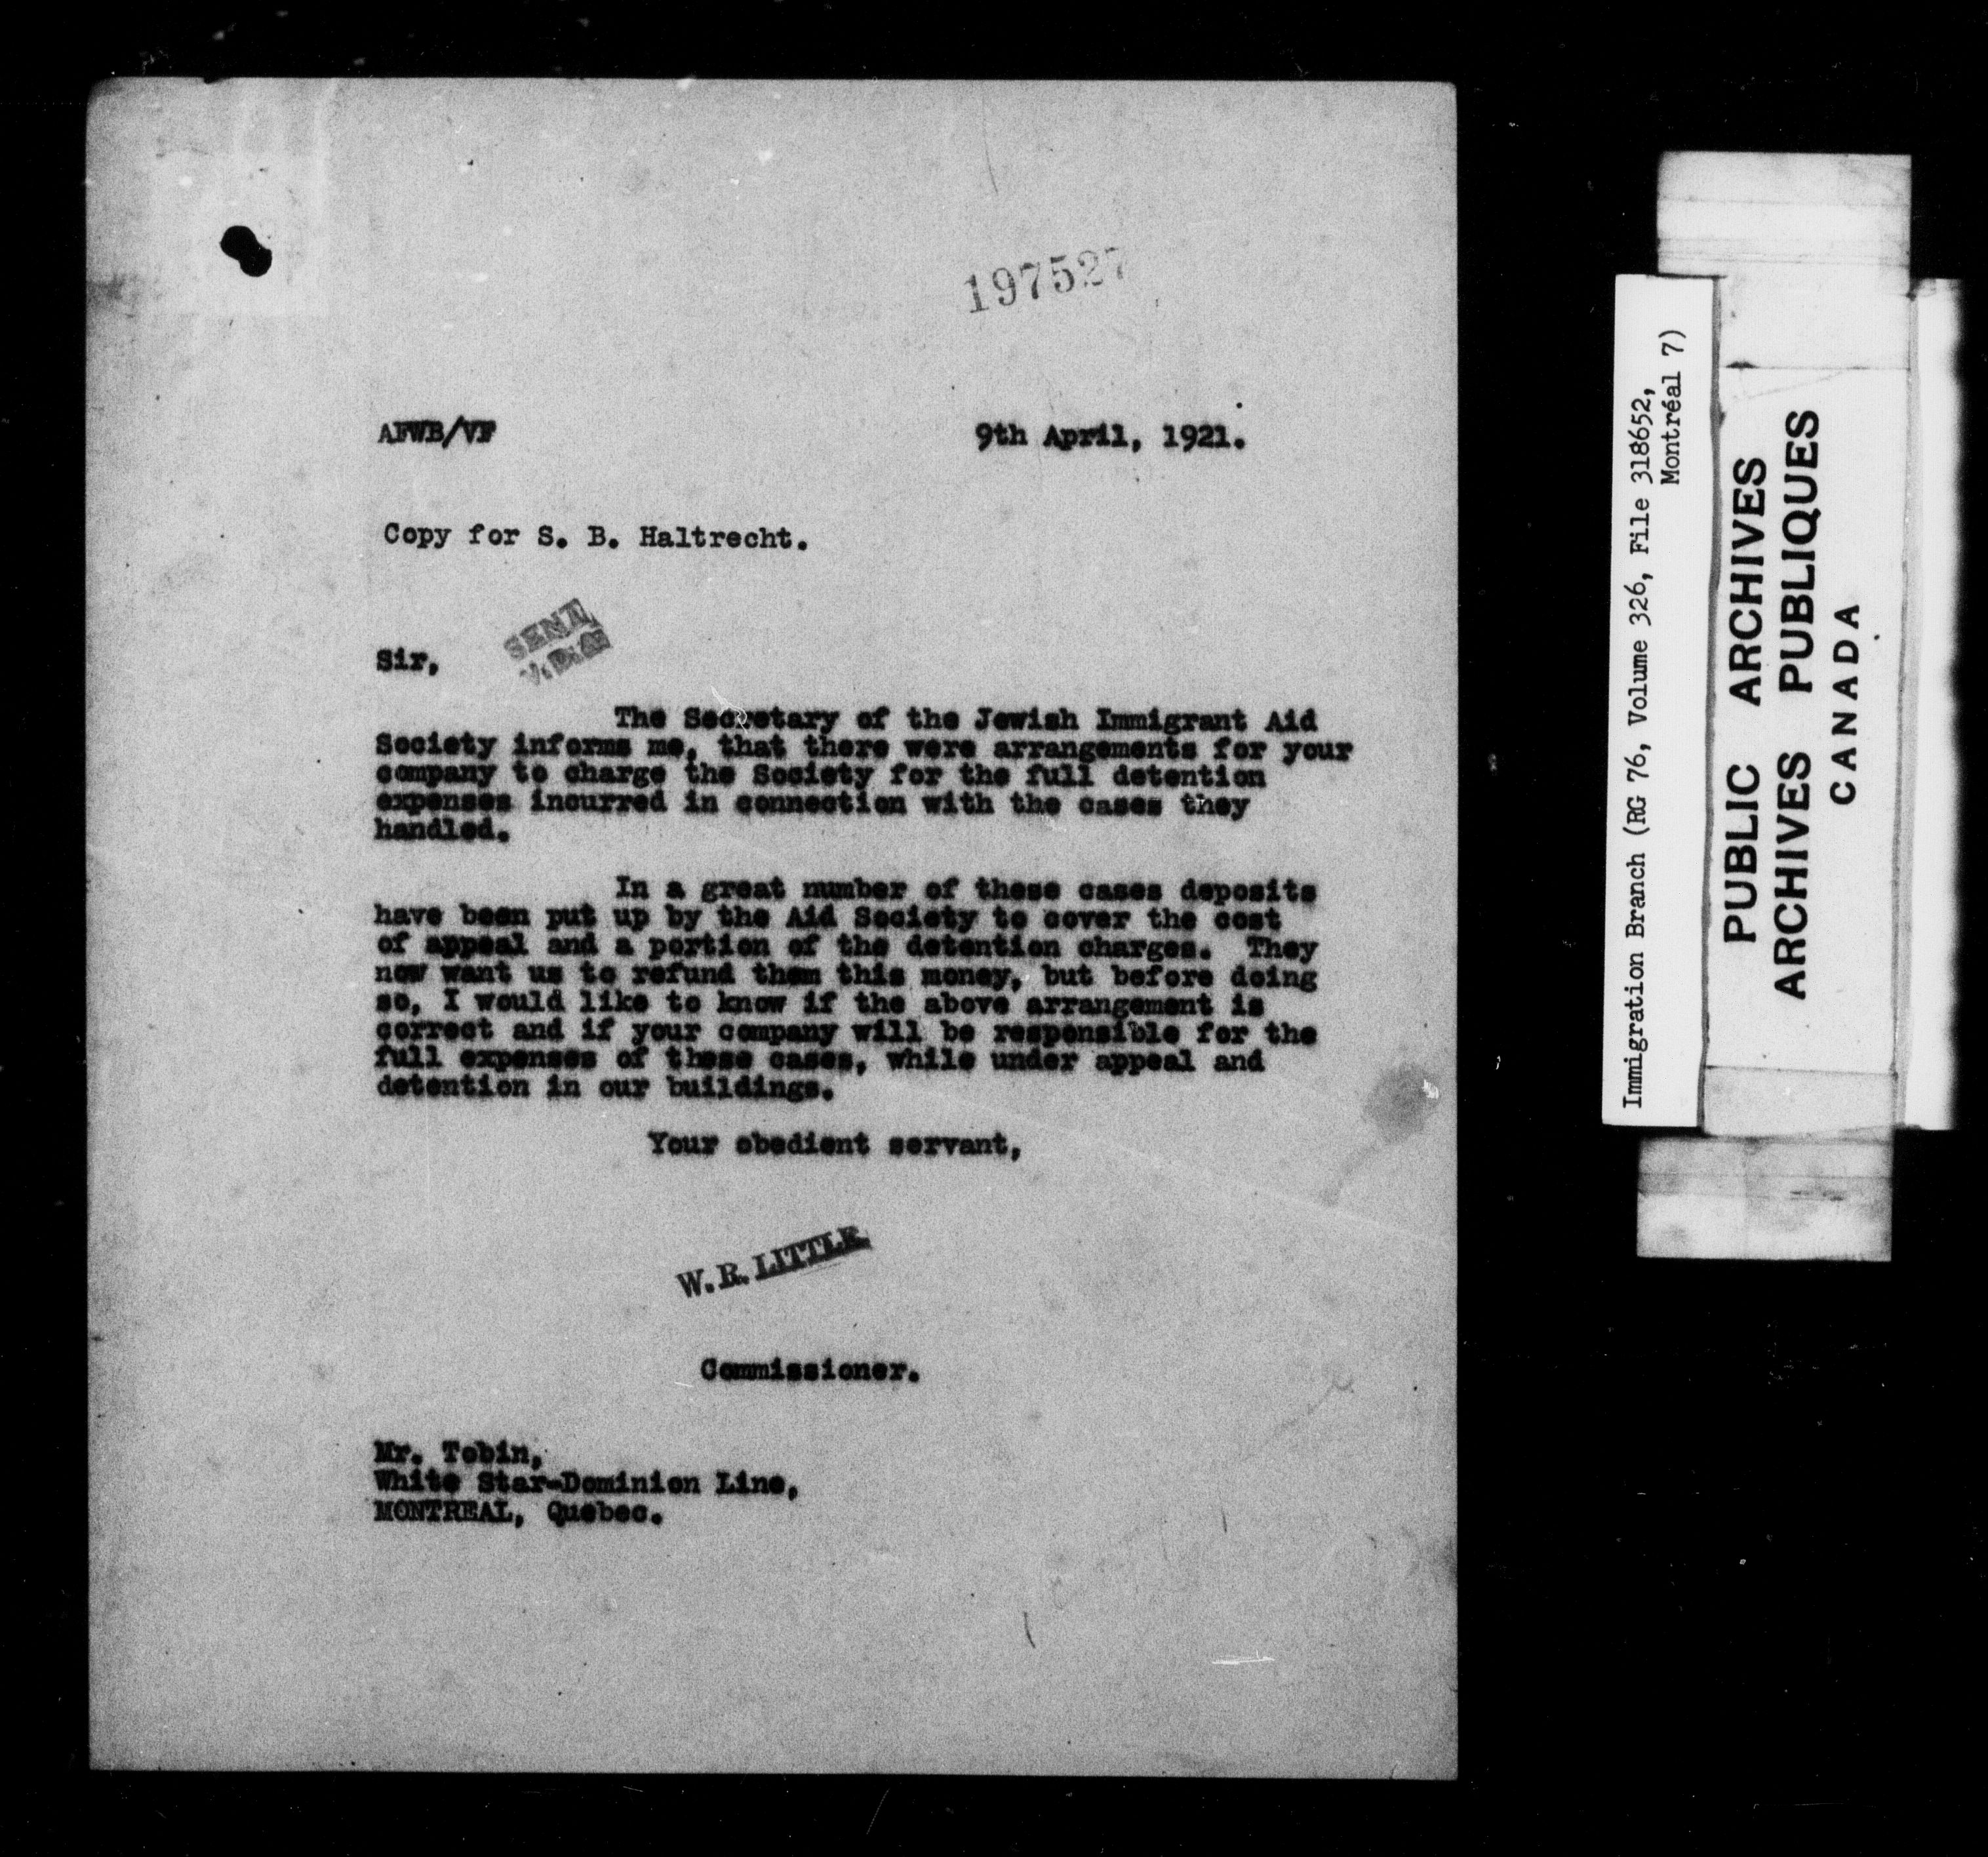 197527
AFWB/VF
9th April, 1921.
Copy for S. B. Haltrecht.
Sir,
The Secretary of the Jewish Immigrant Aid
Society informs me, that there were arrangements for your
company to charge the Society for the full detention
expenses incurred in connection with the cases they
handled.
In a great number of these cases deposits
have been put up by the Aid Society to cover the cost
of appeal and a portion of the detention charges. They
now want us to refund them this money, but before doing
so, I would like to know if the above arrangement is
correct and if your company will be responsible for the
full expenses of these cases, while under appeal and
detention in our buildings.
Your obedient servant,
W. R. LITTLE
Commissioner.
Mr. Tobin,
White Star-Dominion Line,
MONTREAL, Quebec.
Immigration Branch (RG 76, Volume 326, File 318652,
Montréal 7)
PUBLIC ARCHIVES
ARCHIVES PUBLIQUES
CANADA